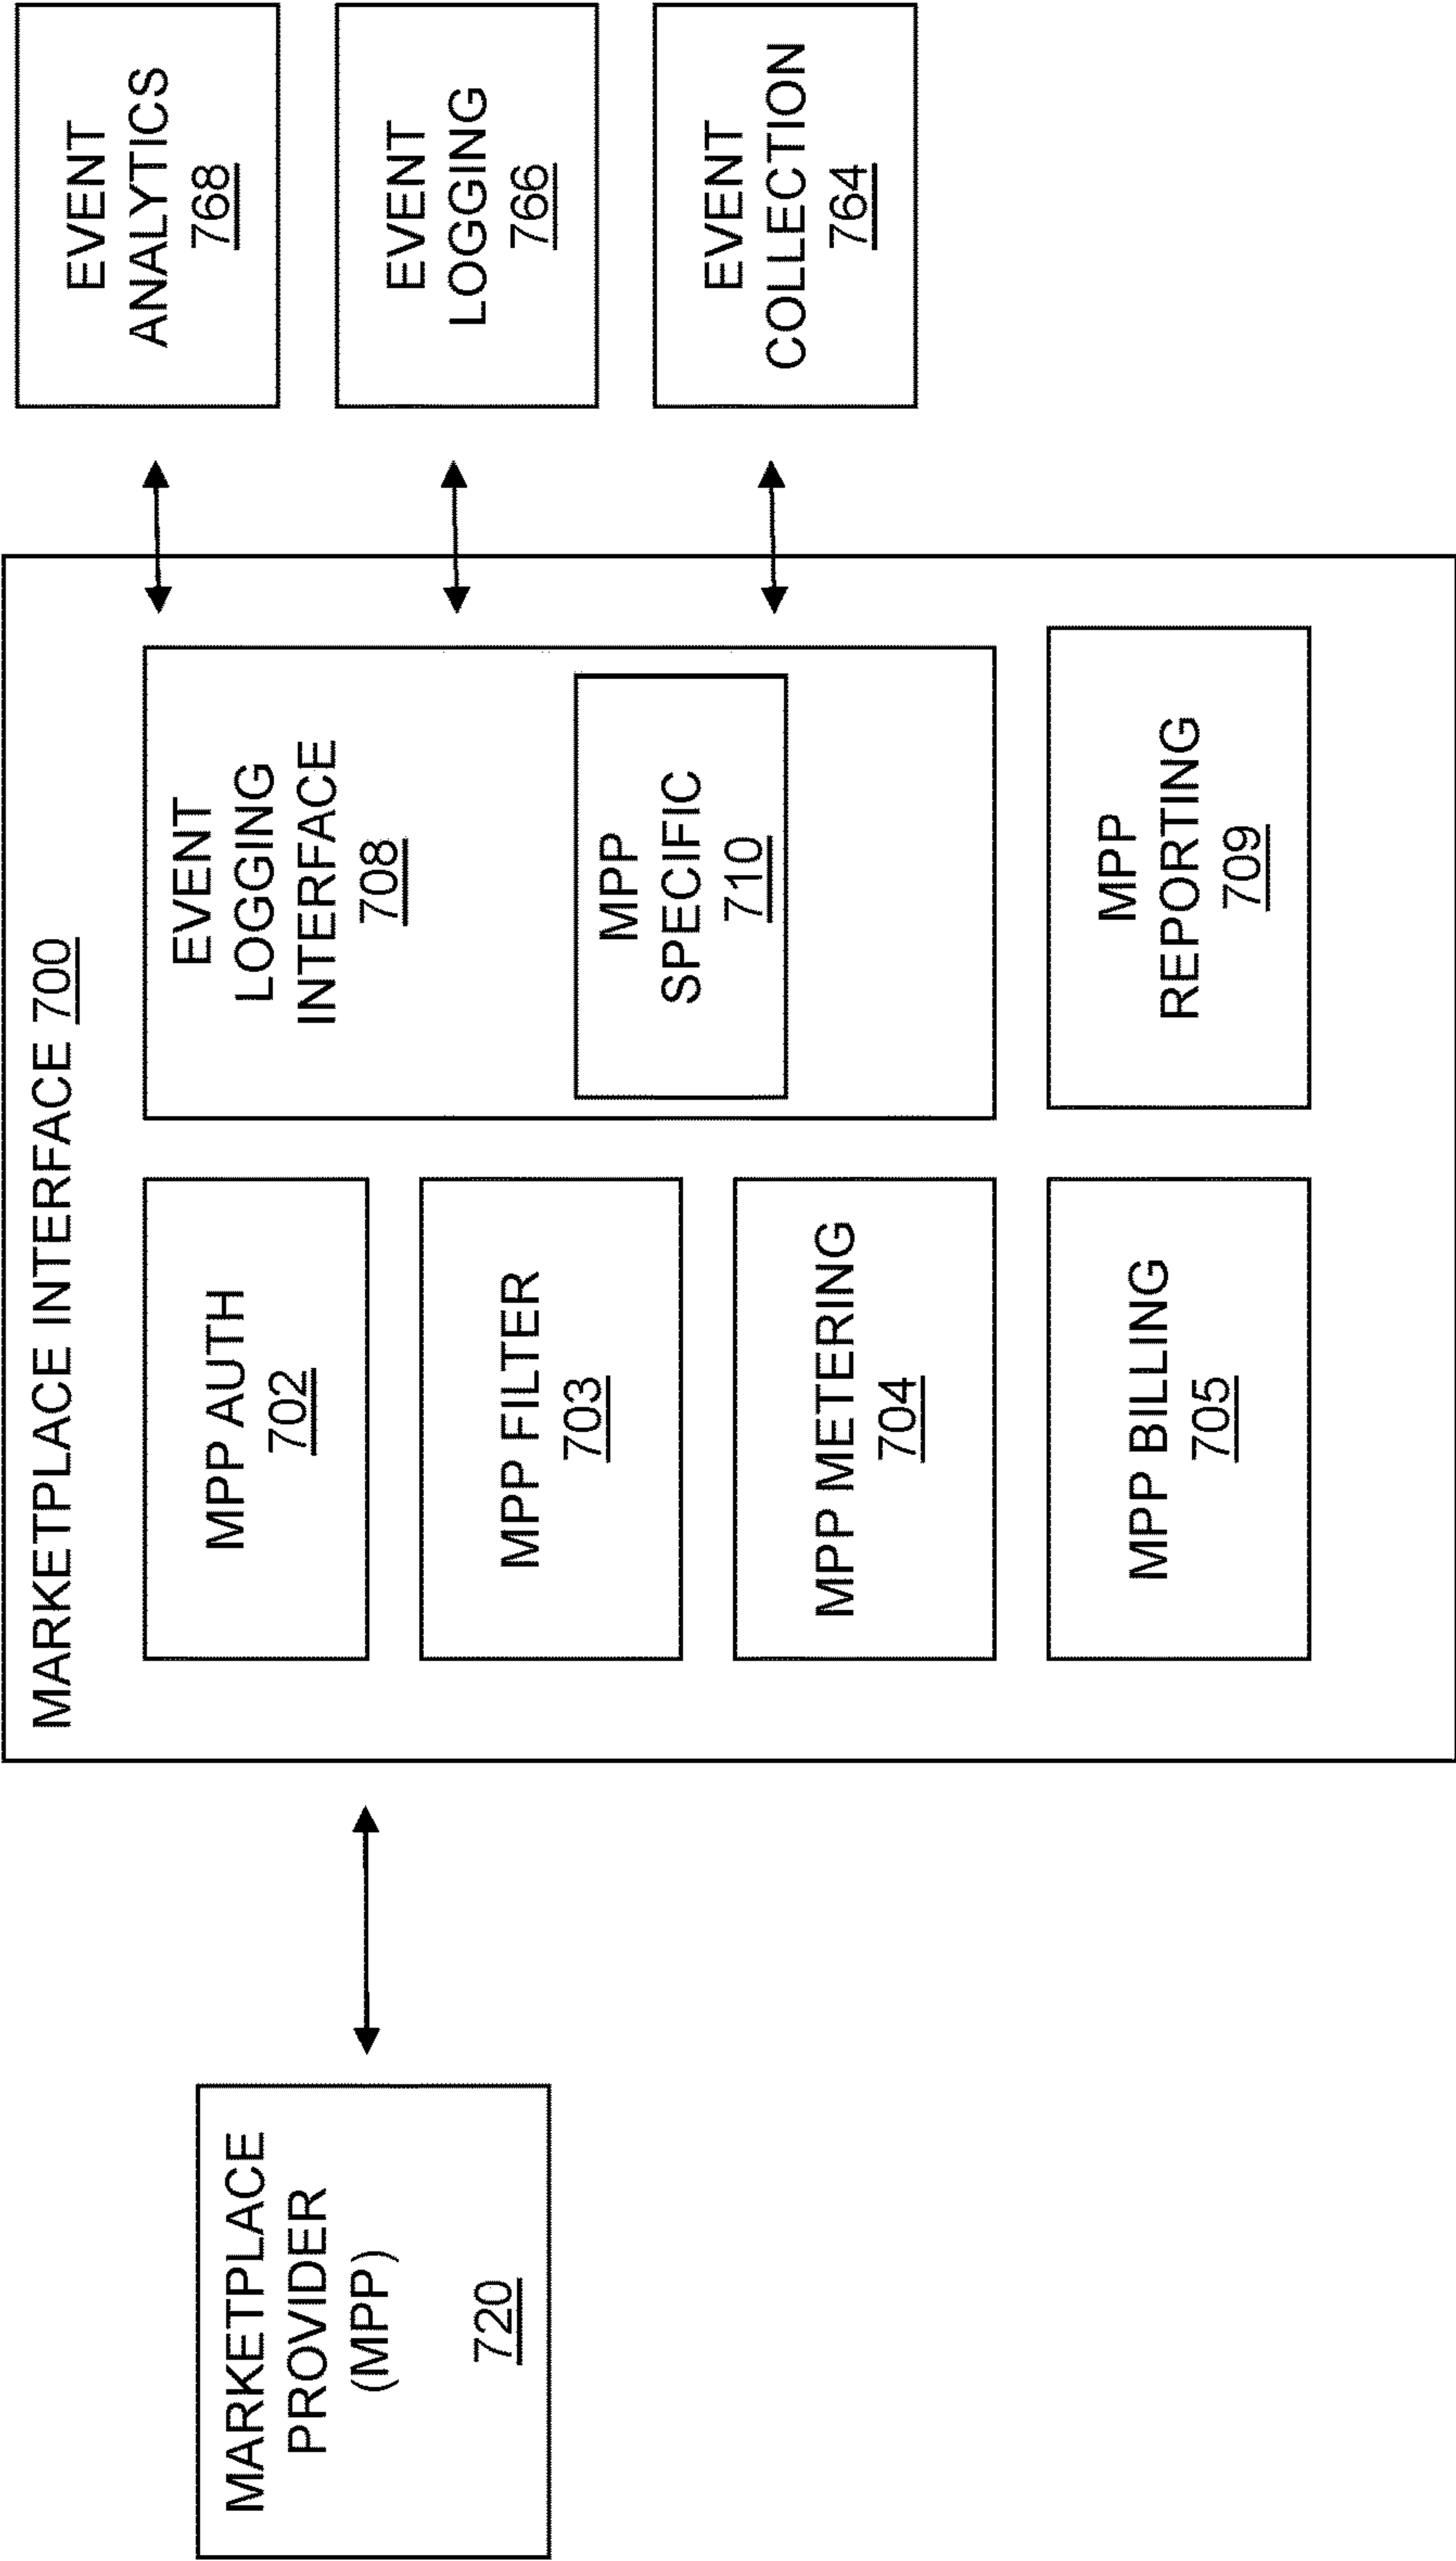 MARKETPLACE
PROVIDER
(MPP)
720
MARKETPLACE INTERFACE 700
MPP AUTH
702
MPP FILTER
703
MPP METERING
704
MPP BILLING
705
EVENT
LOGGING
INTERFACE
708
MPP
SPECIFIC
710
MPP
REPORTING
709
EVENT
ANALYTICS
768
EVENT
LOGGING
766
EVENT
COLLECTION
764